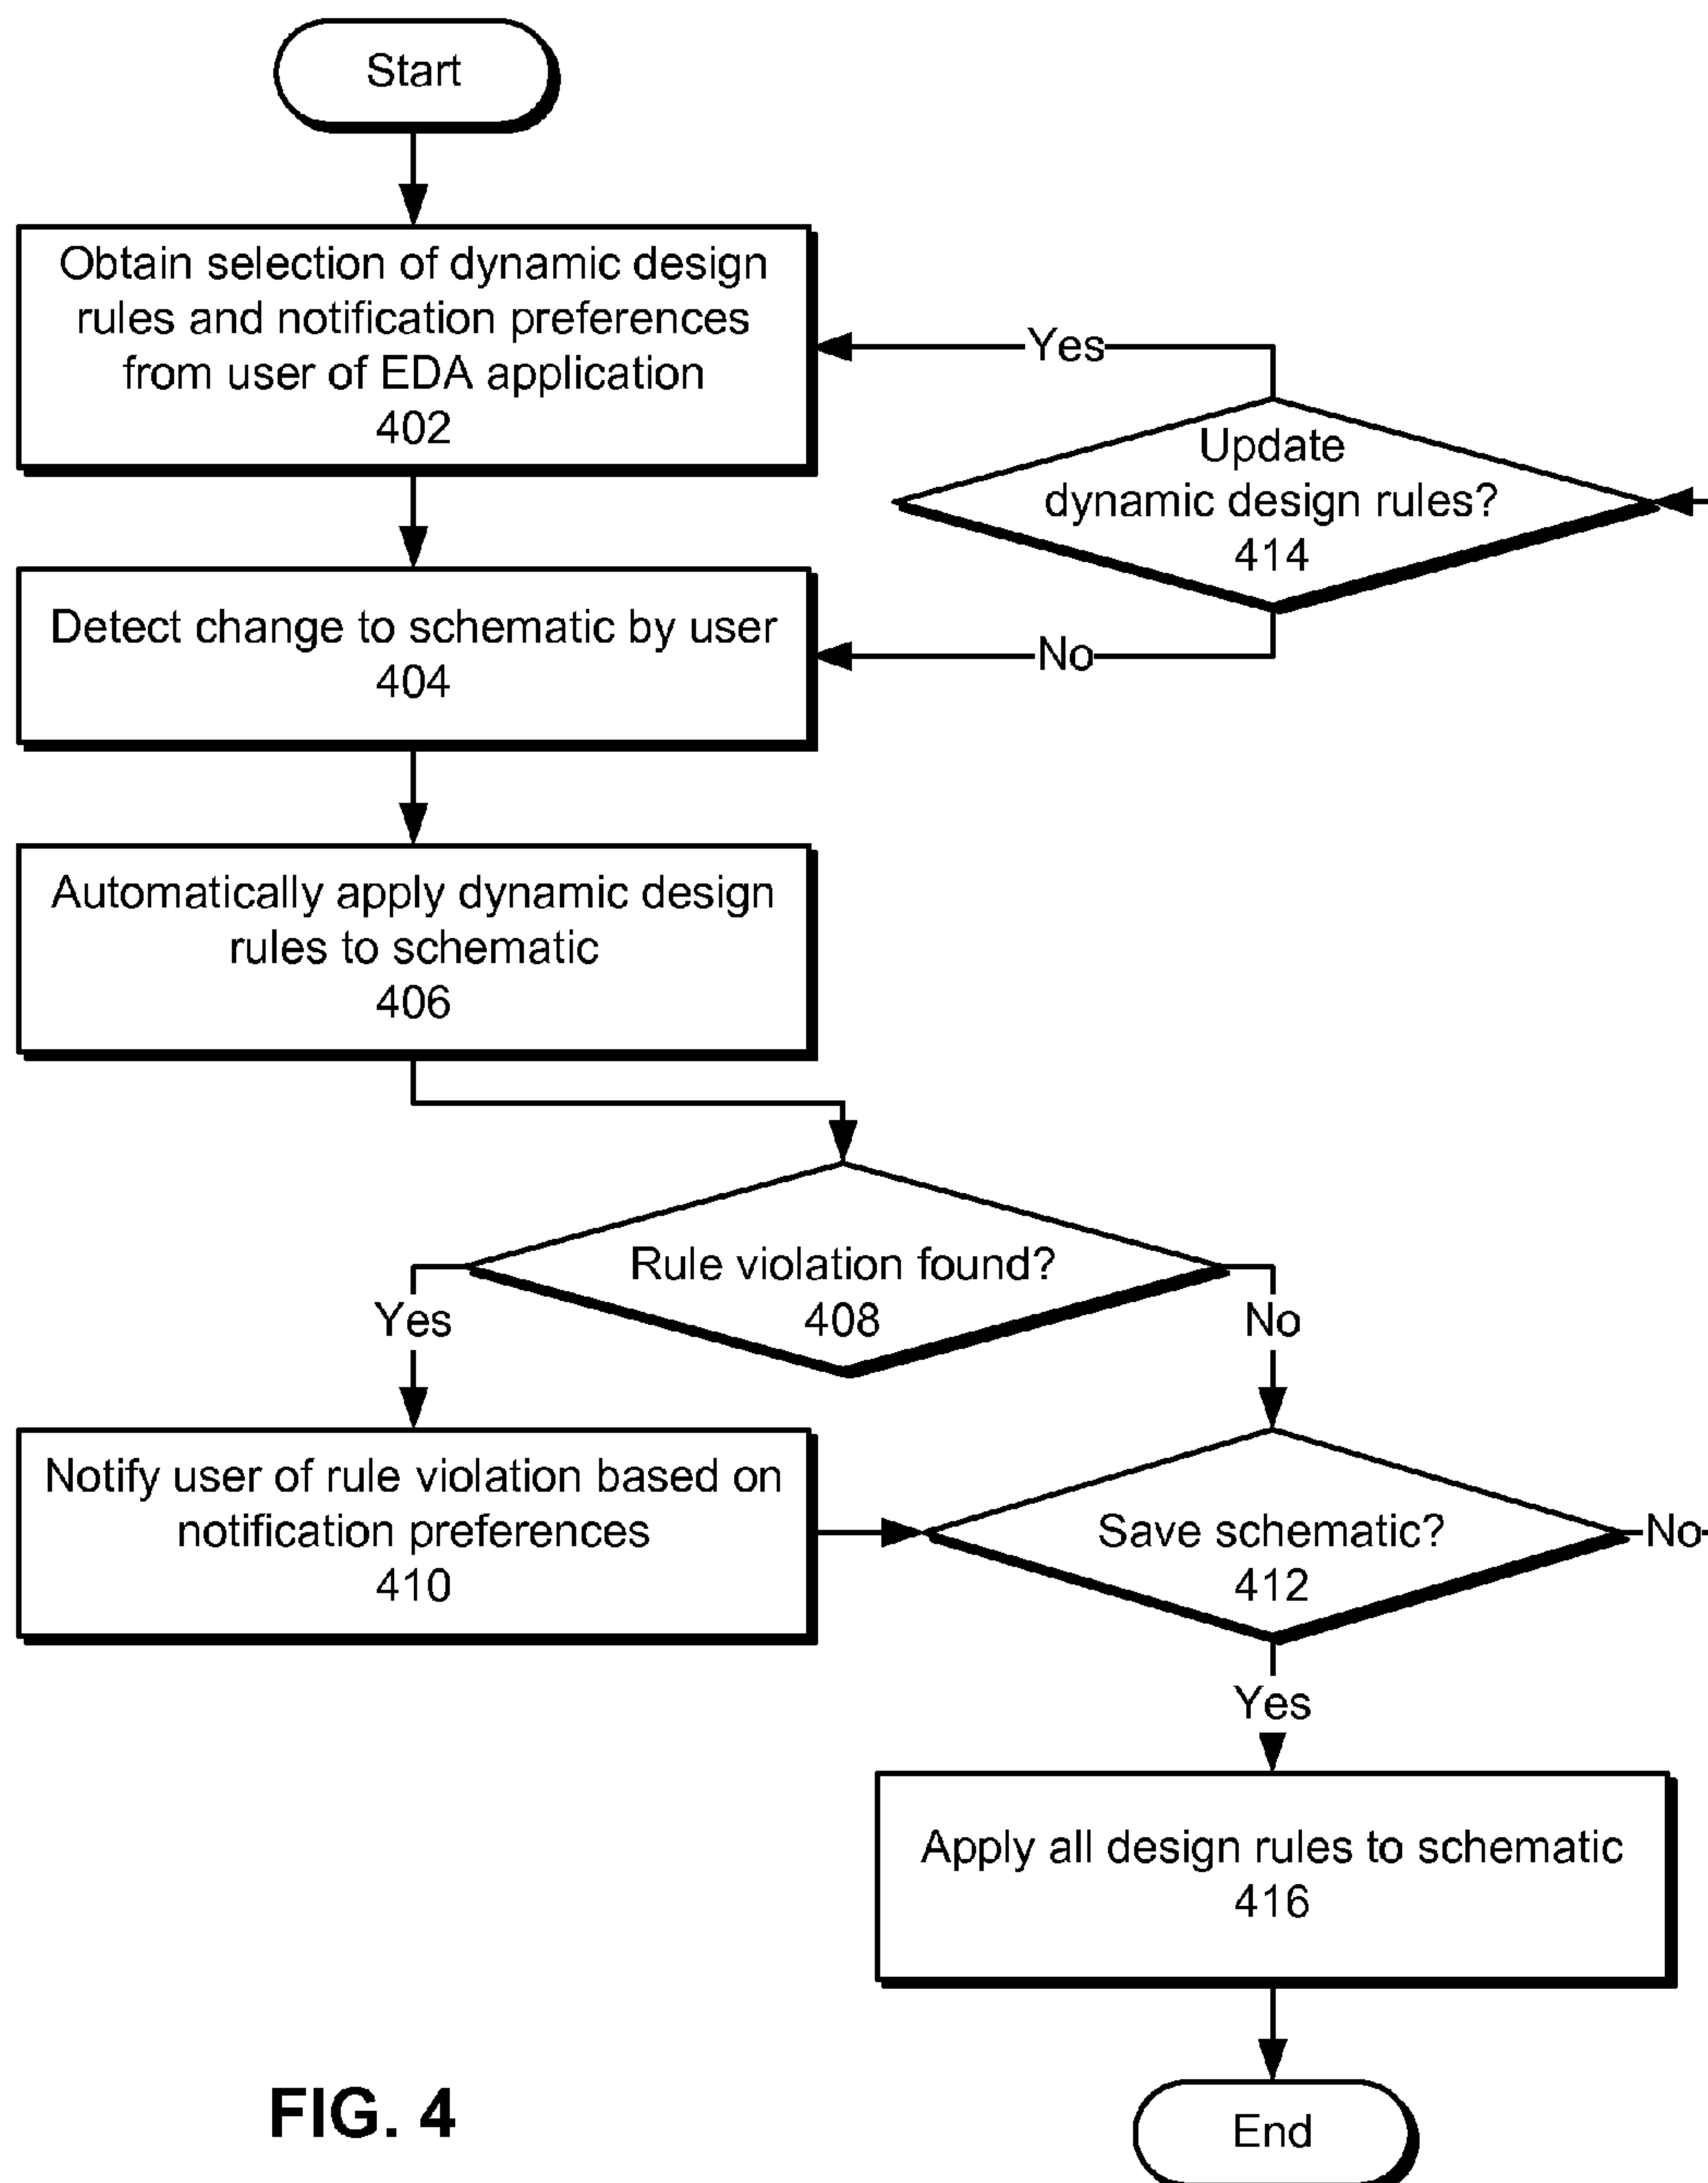 Start
Obtain selection of dynamic design
rules and notification preferences
from user of EDA application
402
Yes
Update
dynamic design rules?
414
Detect change to schematic by user
404
No
Automatically apply dynamic design
rules to schematic
406
Rule violation found?
408
Yes
No
Notify user of rule violation based on
notification preferences
410
Save schematic?
412
No
Yes
Apply all design rules to schematic
416
End
FIG. 4